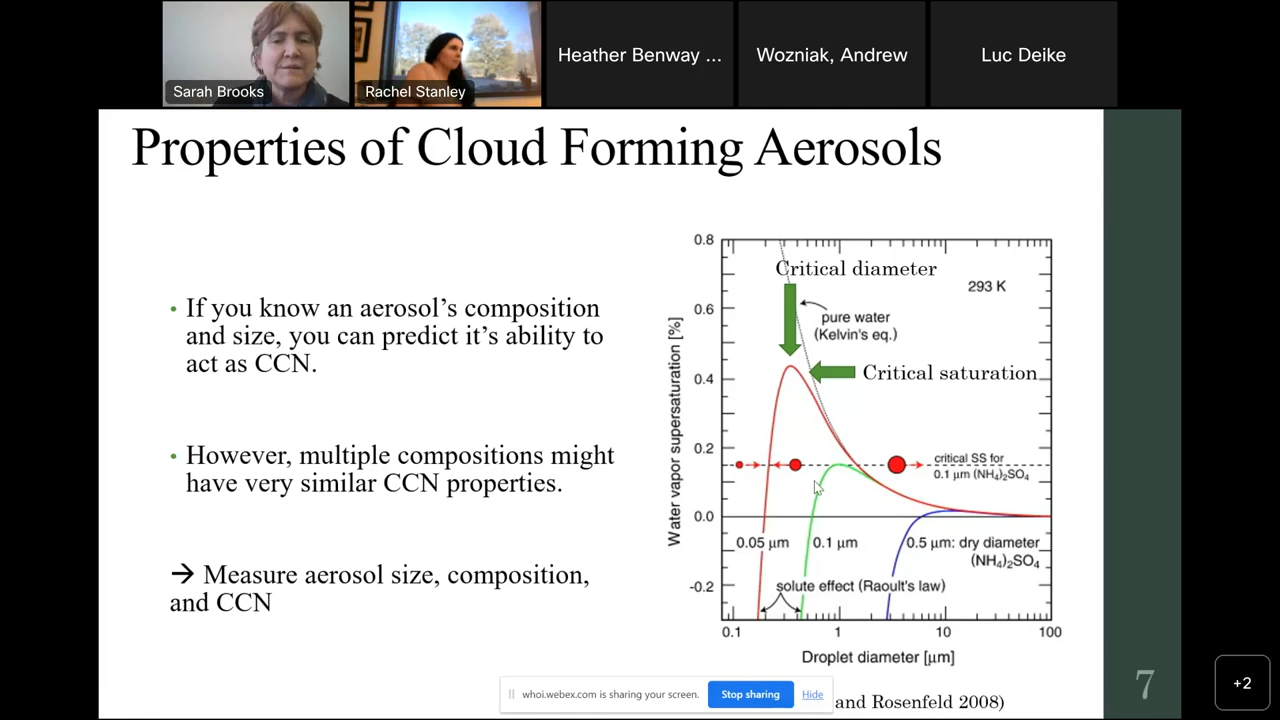 Sarah Brooks
Rachel Stanley
Heather Benway ...
Wozniak, Andrew
Luc Deike
Properties of Cloud Forming Aerosols
• If you know an aerosol's composition
and size, you can predict it's ability to
act as CCN.
• However, multiple compositions might
have very similar CCN properties.
→ Measure aerosol size, composition,
and CCN
0.8
0.6
0.4
0.2
0.0
-0.2
Water vapor supersaturation [%]
Critical diameter
293 K
pure water
(Kelvin's eq.)
Critical saturation
critical SS for
0.1 µm (NH₄)₂SO₄
0.05 µm
0.1 µm
0.5 µm: dry diameter
(NH₄)₂SO₄
solute effect (Raoult's law)
0.1
1
10
100
Droplet diameter [µm]
and Rosenfeld 2008)
whoi.webex.com is sharing your screen.
Stop sharing
Hide
7
+2